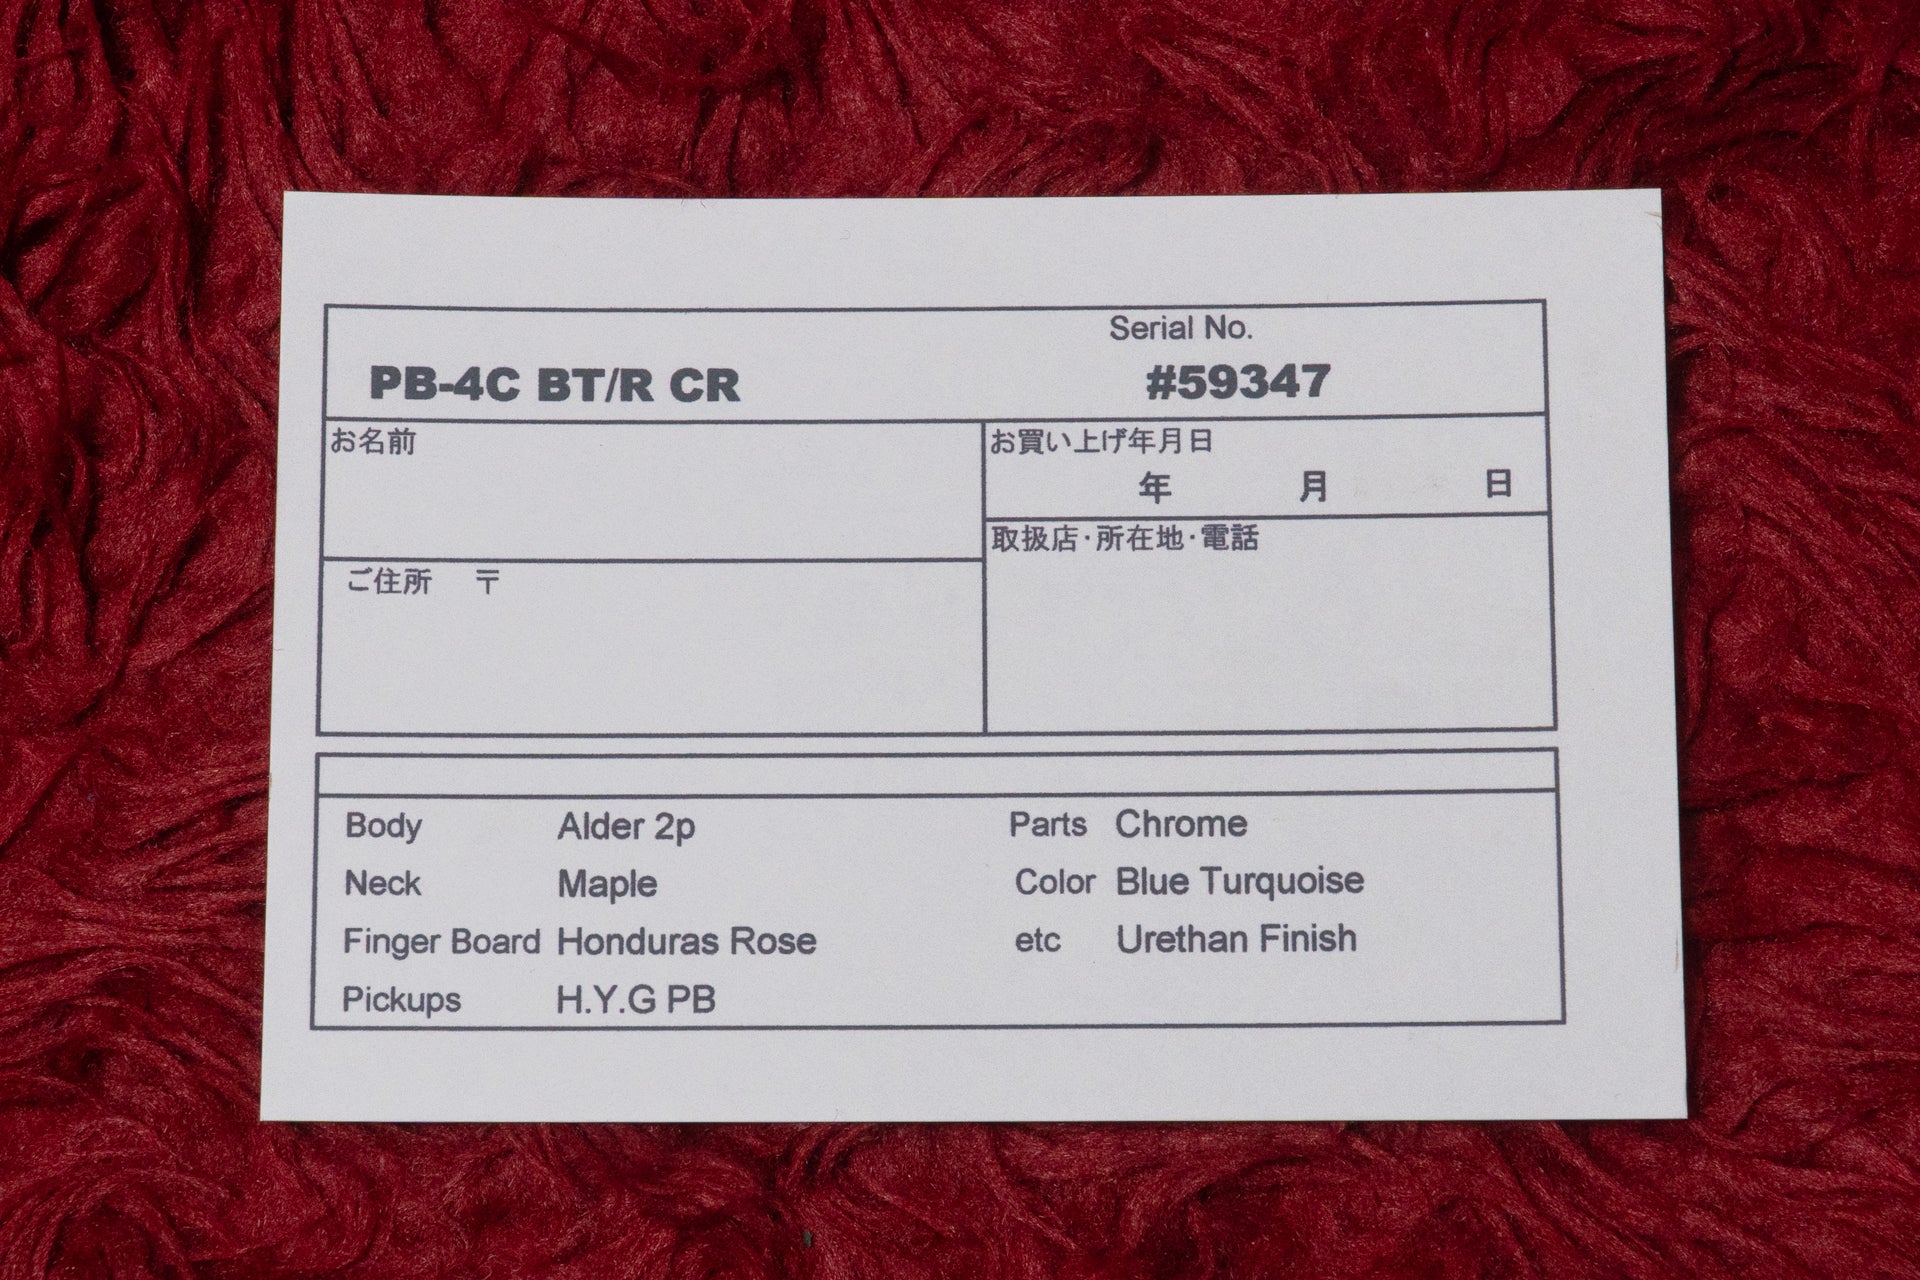 Serial No.
PB-4C BT/R CR #59347
お名前
お買い上げ年月日
年 月 日
取扱店・所在地・電話
ご住所 〒
Body Alder 2p Parts Chrome
Neck Maple Color Blue Turquoise
Finger Board Honduras Rose etc Urethan Finish
Pickups H.Y.G PB